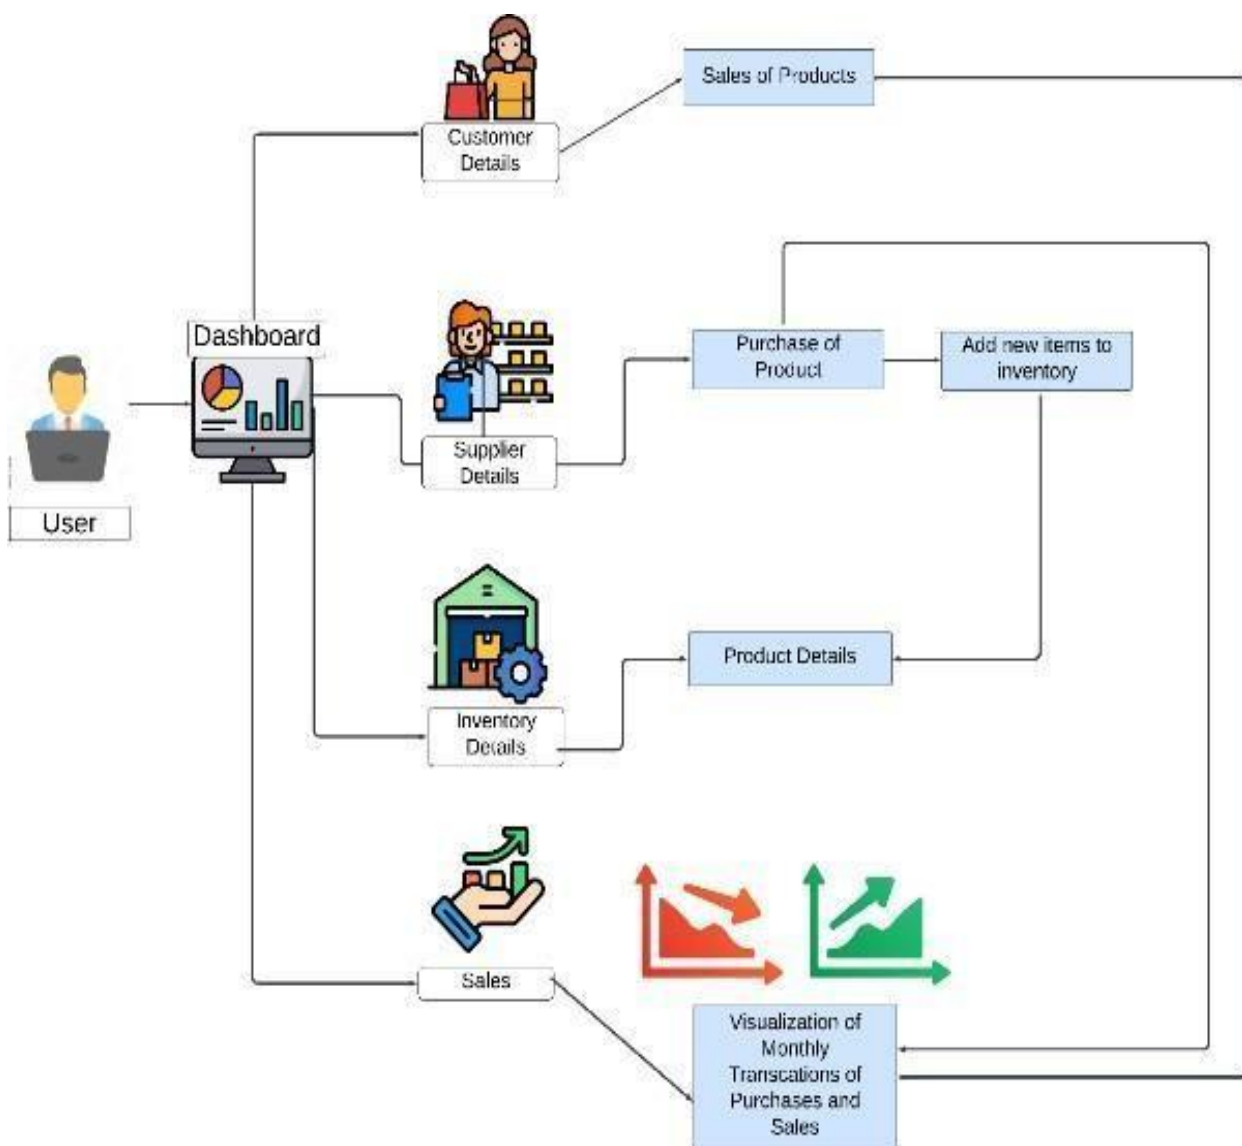 Sales of Products
Customer
Details
Dashboard
Purchase of
Product
Add new items to
inventory
Supplier
Details
User
Product Details
Inventory
Details
Sales
Visualization of
Monthly
Transcations of
Purchases and
Sales